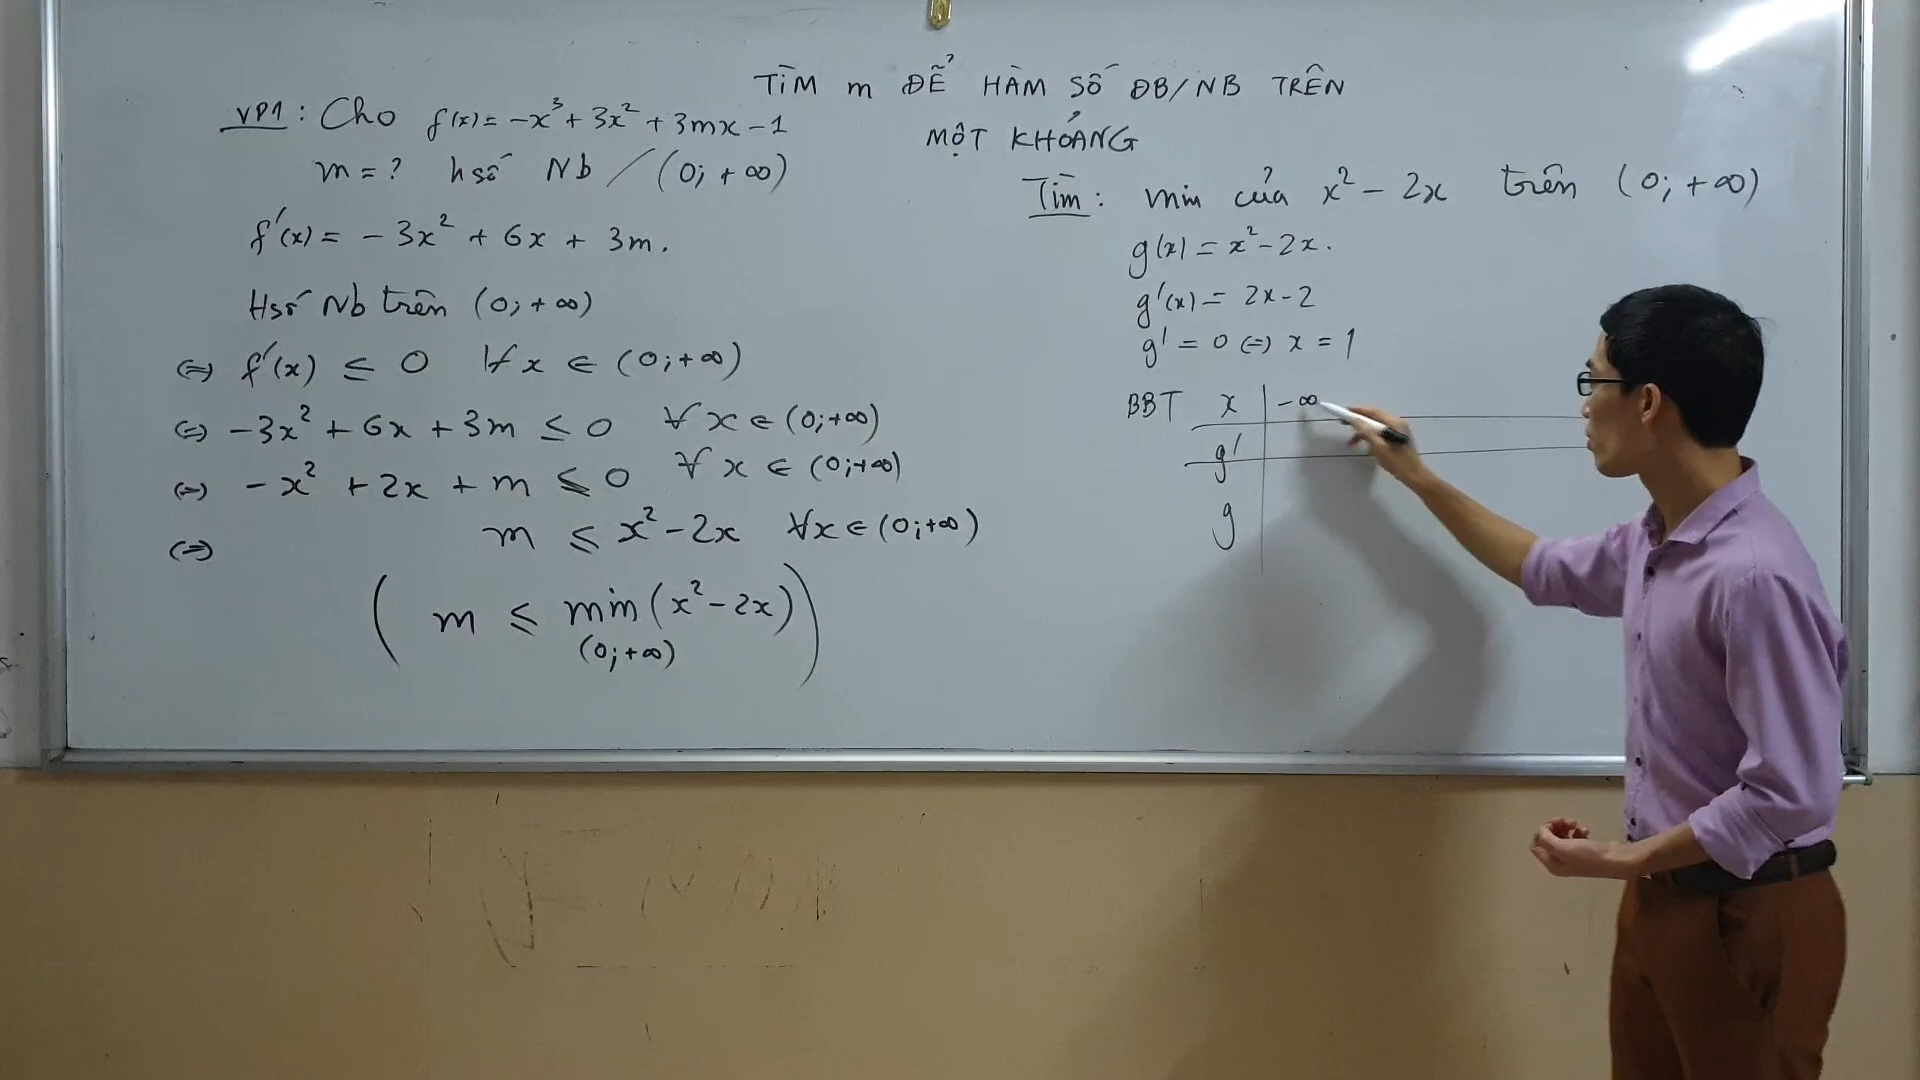 TÌM m ĐỂ HÀM SỐ ĐB/NB TRÊN
MỘT KHOẢNG
VD1: Cho f(x) = -x³ + 3x² + 3mx - 1
m = ? hsố Nb / (0; +∞)
f'(x) = - 3x² + 6x + 3m.
Hsố Nb trên (0; +∞)
⇔ f'(x) ≤ 0 ∀x ∈ (0; +∞)
⇔ -3x² + 6x + 3m ≤ 0 ∀x ∈ (0; +∞)
⇔ -x² + 2x + m ≤ 0 ∀x ∈ (0; +∞)
⇔ m ≤ x² - 2x ∀x ∈ (0; +∞)
( m ≤ min (x² - 2x) )
(0; +∞)
Tìm: min của x² - 2x trên (0; +∞)
g(x) = x² - 2x.
g'(x) = 2x - 2
g' = 0 ⇔ x = 1
BBT x -∞
g'
g